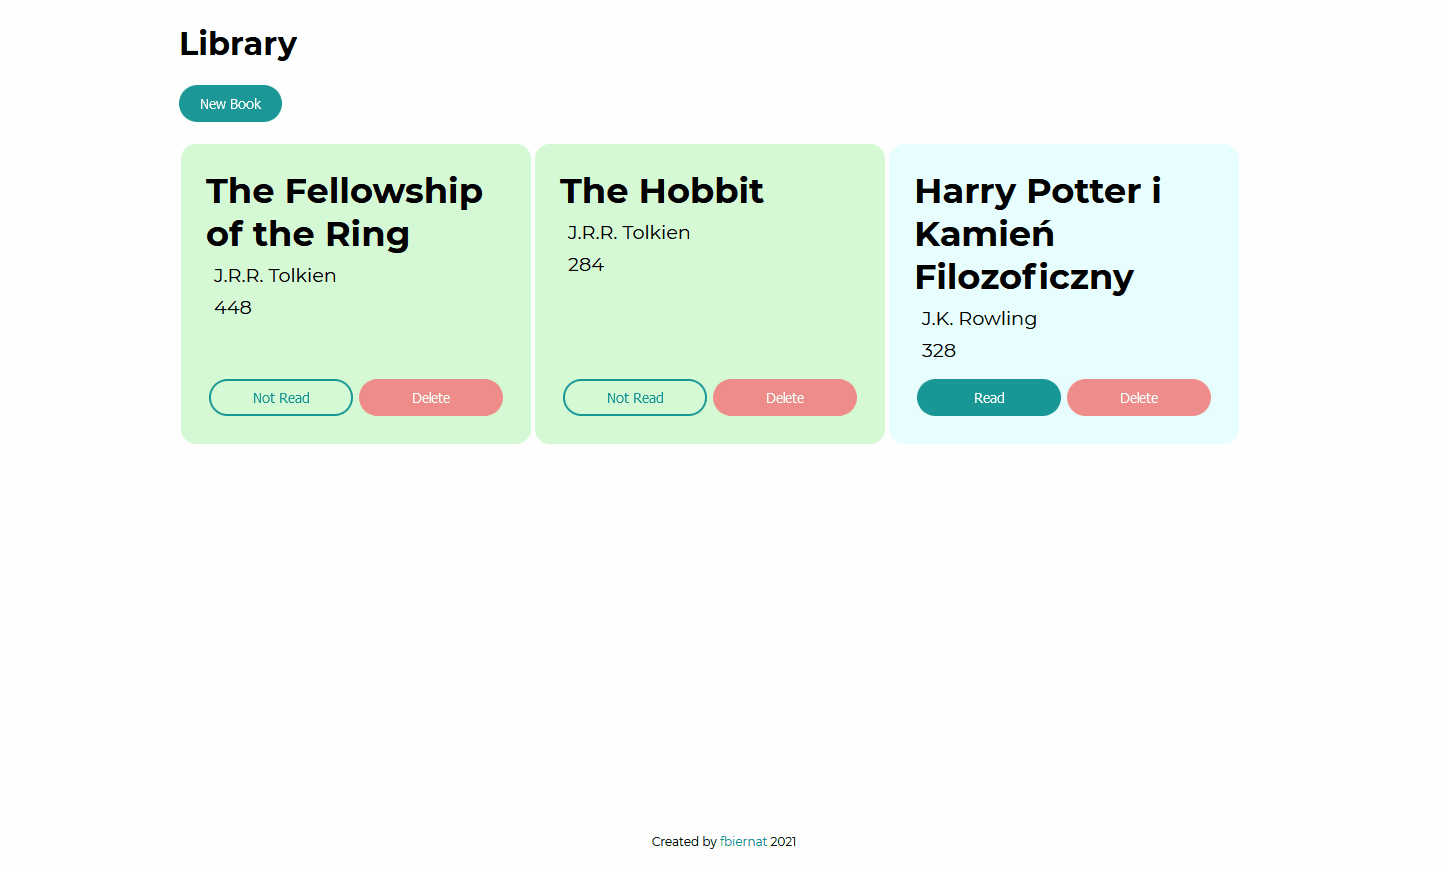 Library
New Book
The Fellowship
of the Ring
J.R.R. Tolkien
448
Not Read
Delete
The Hobbit
J.R.R. Tolkien
284
Not Read
Delete
Harry Potter i
Kamień
Filozoficzny
J.K. Rowling
328
Read
Delete
Created by fbiernat 2021